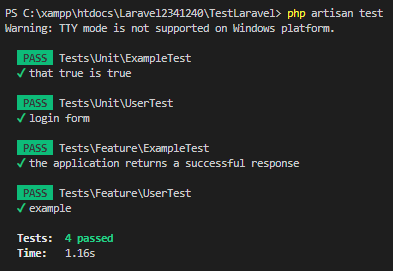 PS C:\xampp\htdocs\Laravel2341240\TestLaravel> php artisan test
Warning: TTY mode is not supported on Windows platform.
PASS Tests\Unit\ExampleTest
✓ that true is true
PASS Tests\Unit\UserTest
✓ login form
PASS Tests\Feature\ExampleTest
✓ the application returns a successful response
PASS Tests\Feature\UserTest
✓ example
Tests: 4 passed
Time: 1.16s